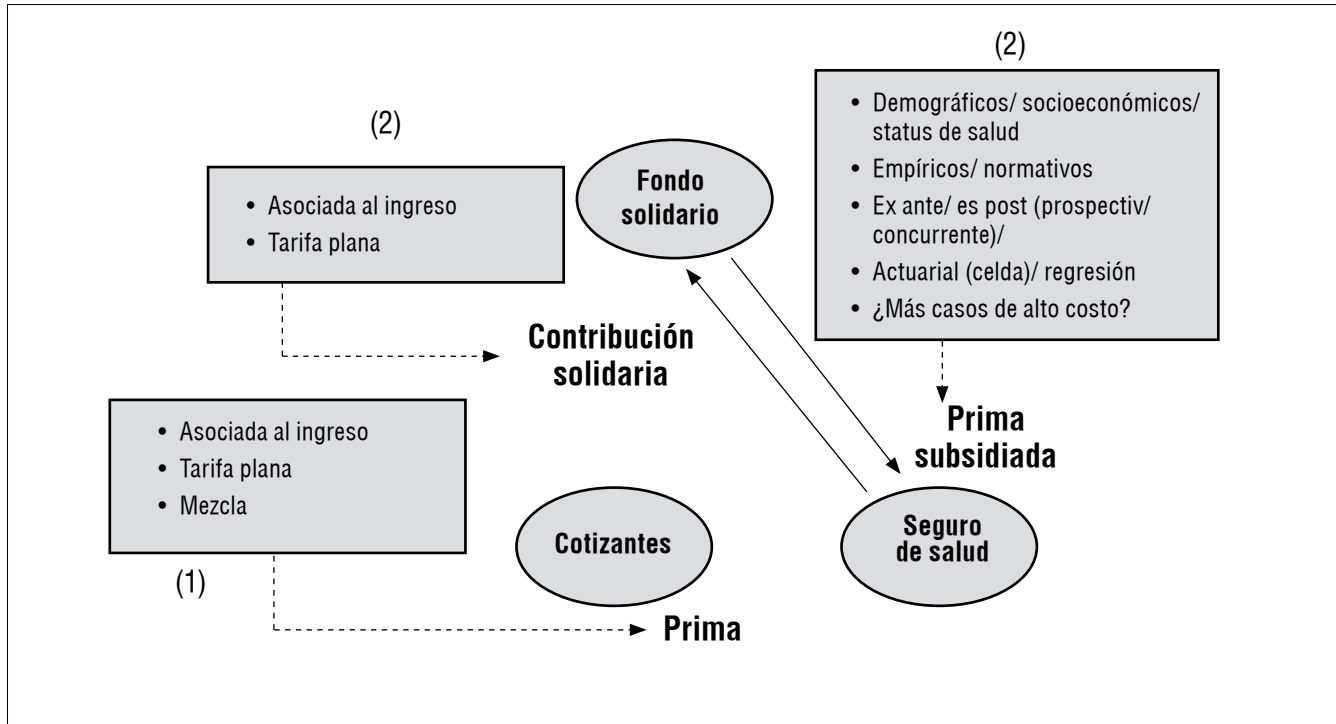 (2)
• Asociada al ingreso
• Tarifa plana
Fondo
solidario
(2)
• Demográficos/ socioeconómicos/
status de salud
• Empíricos/ normativos
• Ex ante/ es post (prospectiv/
concurrente)/
• Actuarial (celda)/ regresión
• ¿Más casos de alto costo?
Contribución
solidaria
Prima
subsidiada
• Asociada al ingreso
• Tarifa plana
• Mezcla
(1)
Cotizantes
Seguro
de salud
Prima